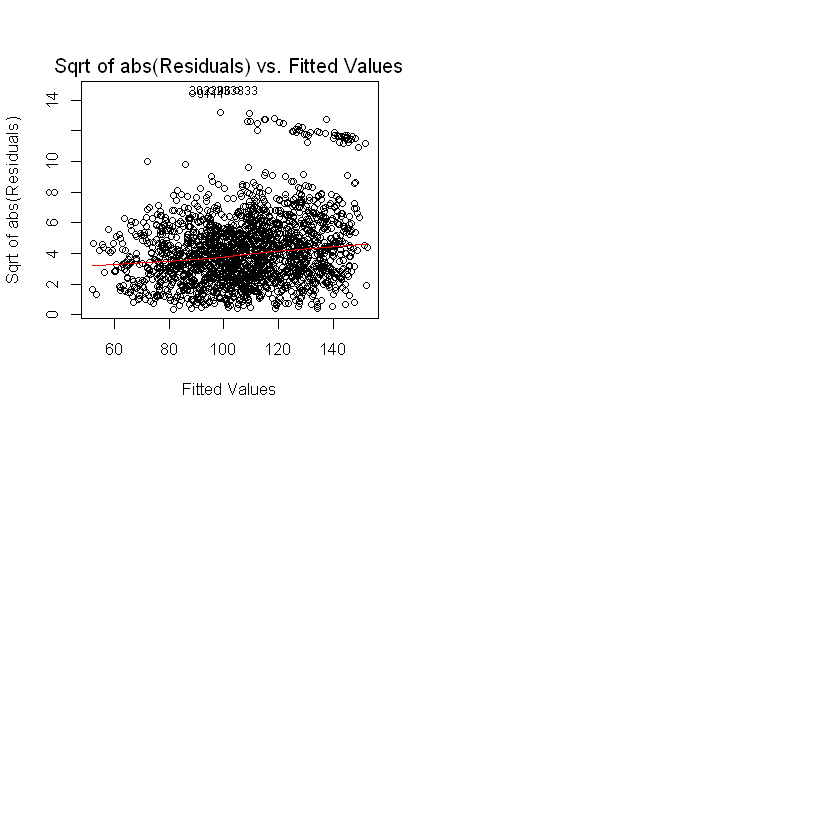 Sqrt of abs(Residuals) vs. Fitted Values
Sqrt of abs(Residuals)
14
10
8
6
4
2
0
60 80 100 120 140
Fitted Values